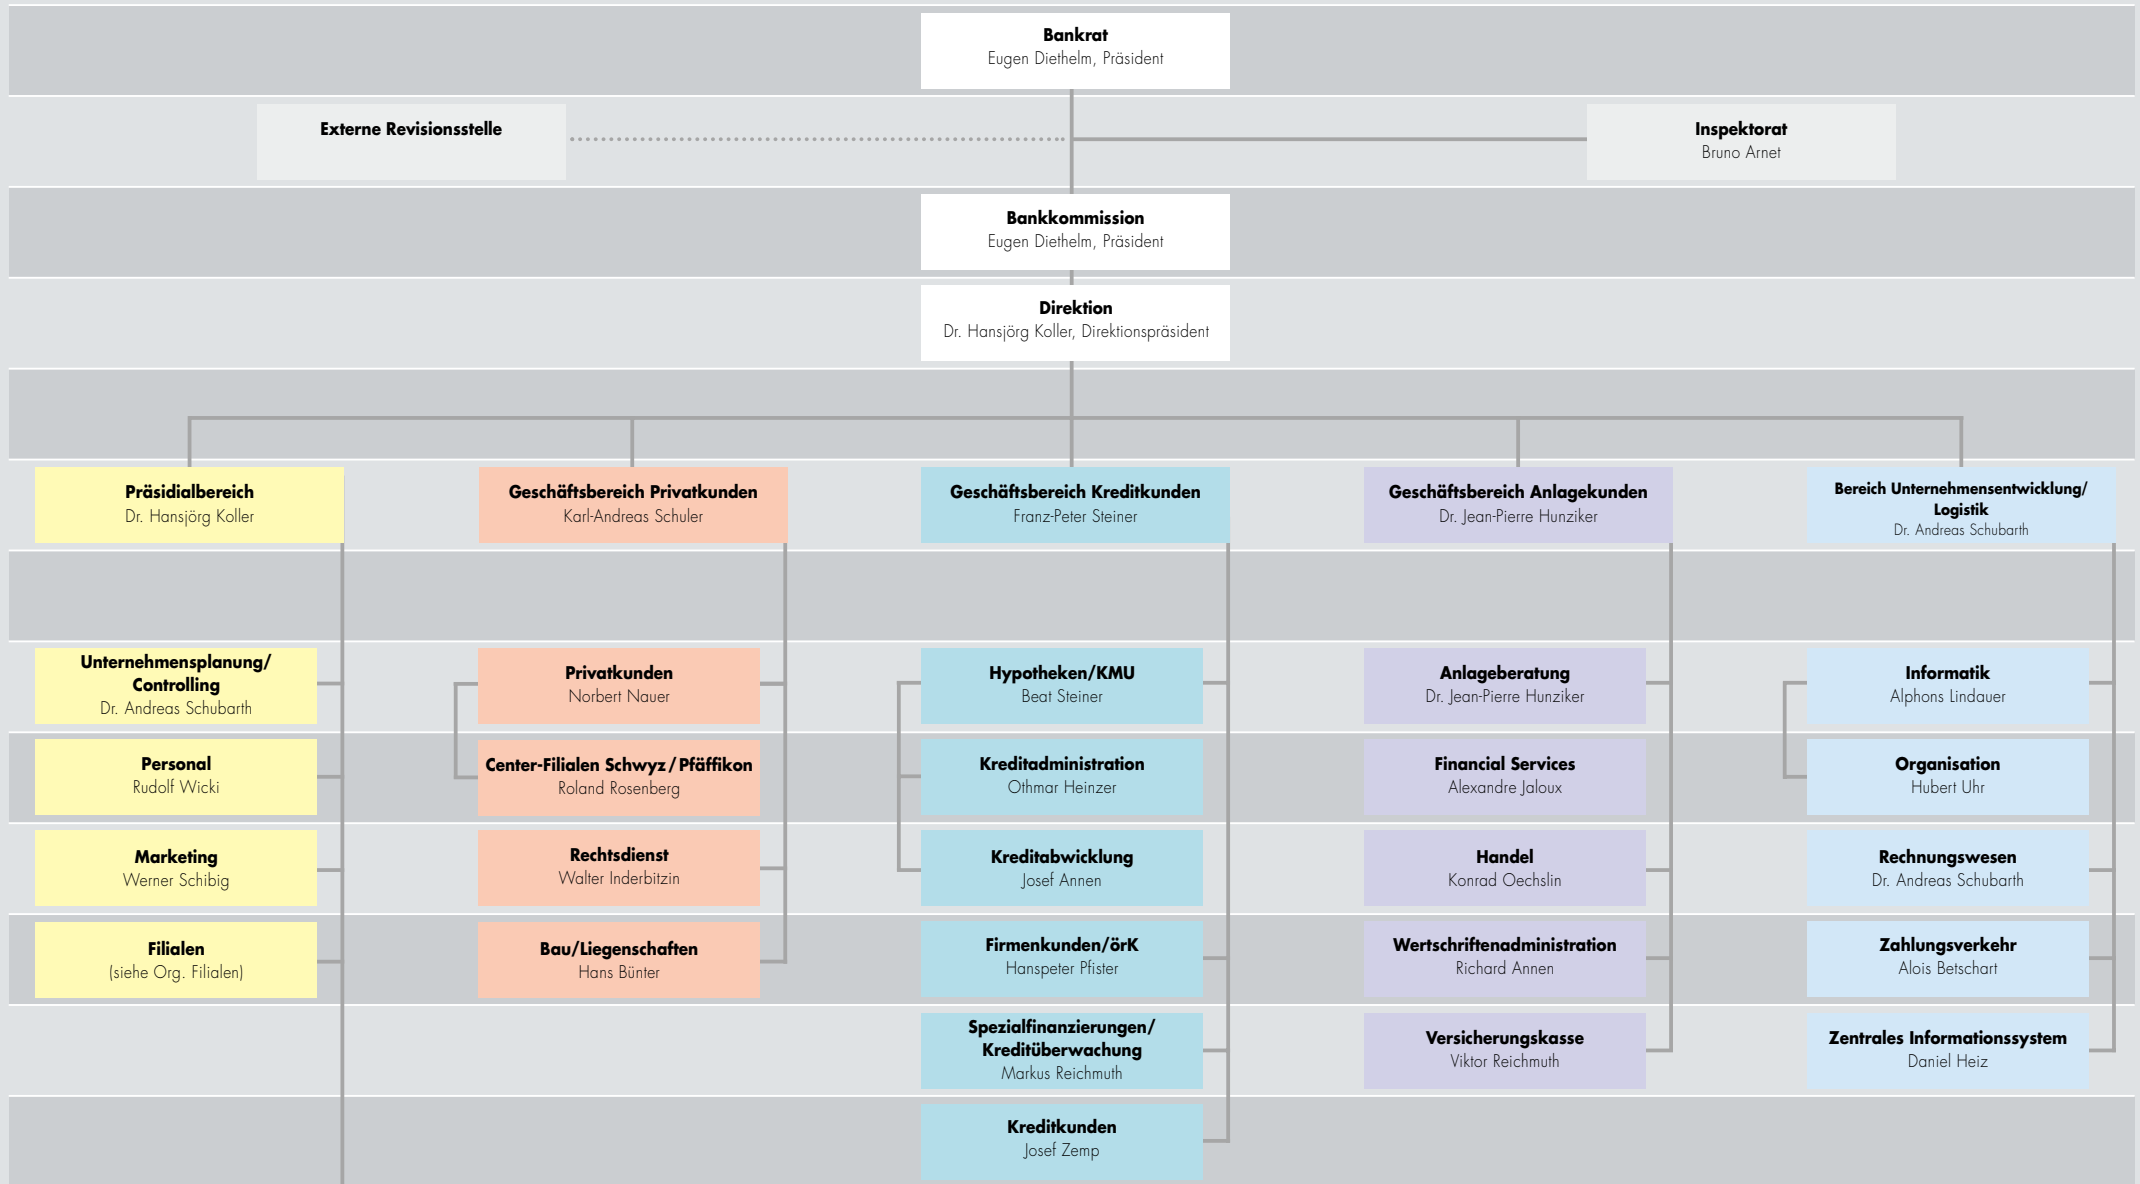 Bankrat
Eugen Diethelm, Präsident
Externe Revisionsstelle
Inspektorat
Bruno Arnet
Bankkommission
Eugen Diethelm, Präsident
Direktion
Dr. Hansjörg Koller, Direktionspräsident
Präsidialbereich
Dr. Hansjörg Koller
Geschäftsbereich Privatkunden
Karl-Andreas Schuler
Geschäftsbereich Kreditkunden
Franz-Peter Steiner
Geschäftsbereich Anlagekunden
Dr. Jean-Pierre Hunziker
Bereich Unternehmensentwicklung/
Logistik
Dr. Andreas Schubarth
Unternehmensplanung/
Controlling
Dr. Andreas Schubarth
Privatkunden
Norbert Nauer
Hypotheken/KMU
Beat Steiner
Anlageberatung
Dr. Jean-Pierre Hunziker
Informatik
Alphons Lindauer
Personal
Rudolf Wicki
Center-Filialen Schwyz/Pfäffikon
Roland Rosenberg
Kreditadministration
Othmar Heinzer
Financial Services
Alexandre Jaloux
Organisation
Hubert Uhr
Marketing
Werner Schibig
Rechtsdienst
Walter Inderbitzin
Kreditabwicklung
Josef Annen
Handel
Konrad Oechslin
Rechnungswesen
Dr. Andreas Schubarth
Filialen
(siehe Org. Filialen)
Bau/Liegenschaften
Hans Bünter
Firmenkunden/örK
Hanspeter Pfister
Wertschriftenadministration
Richard Annen
Zahlungsverkehr
Alois Betschart
Spezialfinanzierungen/
Kreditüberwachung
Markus Reichmuth
Versicherungskasse
Viktor Reichmuth
Zentrales Informationssystem
Daniel Heiz
Kreditkunden
Josef Zemp